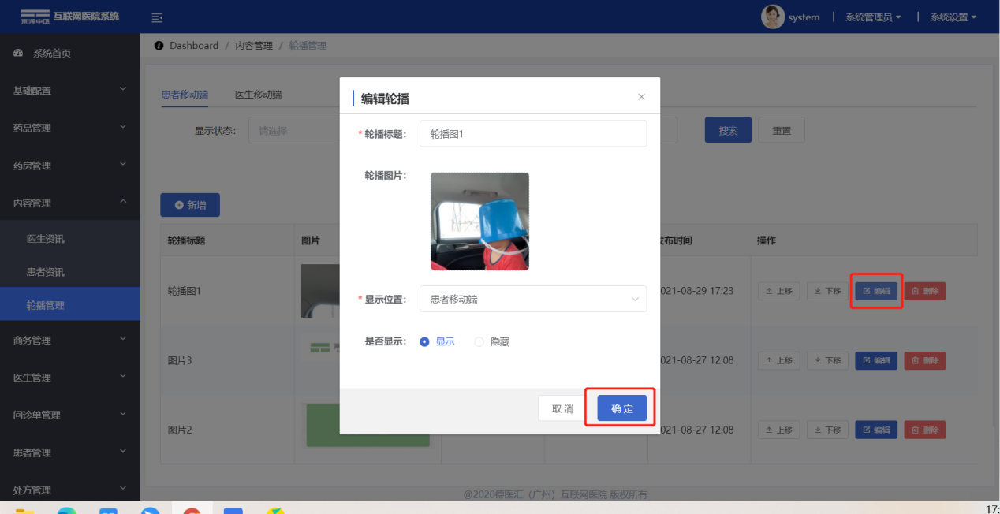 東源中医 互联网医院系统
system
系统管理员
系统设置
Dashboard / 内容管理 / 轮播管理
系统首页
基础配置
药品管理
药房管理
内容管理
医生资讯
患者资讯
轮播管理
商务管理
医生管理
问诊单管理
患者管理
处方管理
患者移动端 医生移动端
显示状态: 请选择
搜索 重置
新增
轮播标题 图片 发布时间 操作
轮播图1 021-08-29 17:23 上移 下移 编辑 删除
图片3 021-08-27 12:08 上移 下移 编辑 删除
图片2 021-08-27 12:08 上移 下移 编辑 删除
编辑轮播
* 轮播标题: 轮播图1
轮播图片:
* 显示位置: 患者移动端
是否显示: 显示 隐藏
取消 确定
@2020德医汇（广州）互联网医院 版权所有
17: